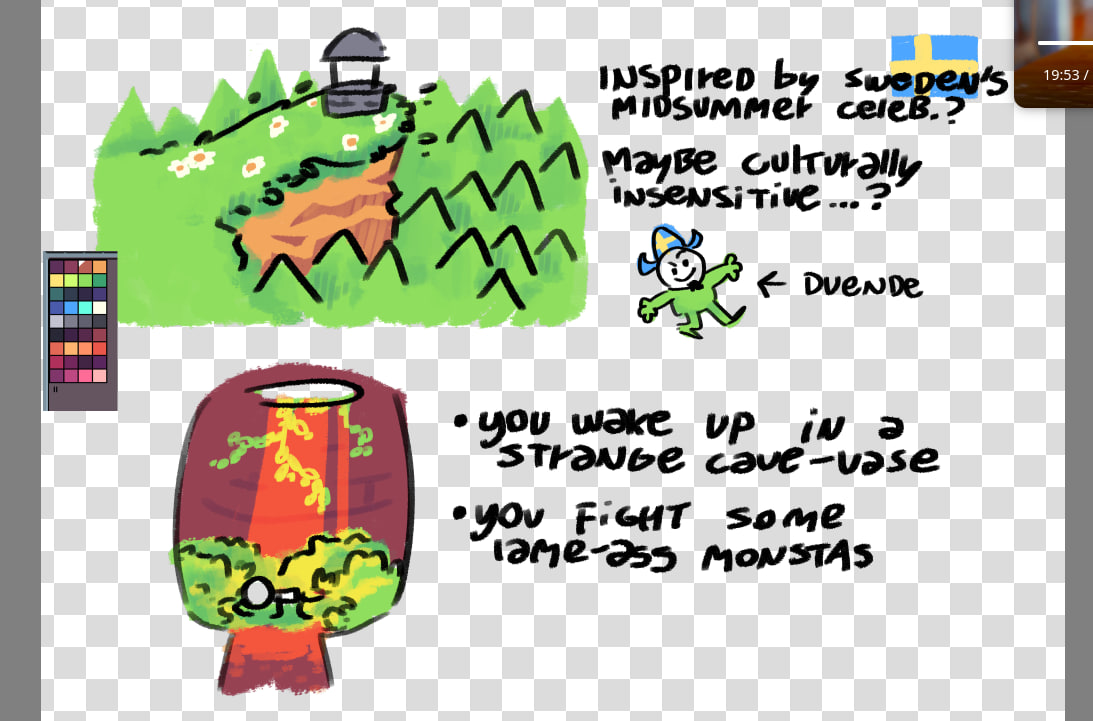 INSPIRED by SWEDEN'S
MIDSUMMER CELEB.?
MAYBE CULTURALLY
INSENSITIVE...?
← DUENDE
• YOU WAKE UP IN A
STRANGE CAVE-VASE
• YOU FIGHT SOME
LAME-ASS MONSTAS
19:53 /